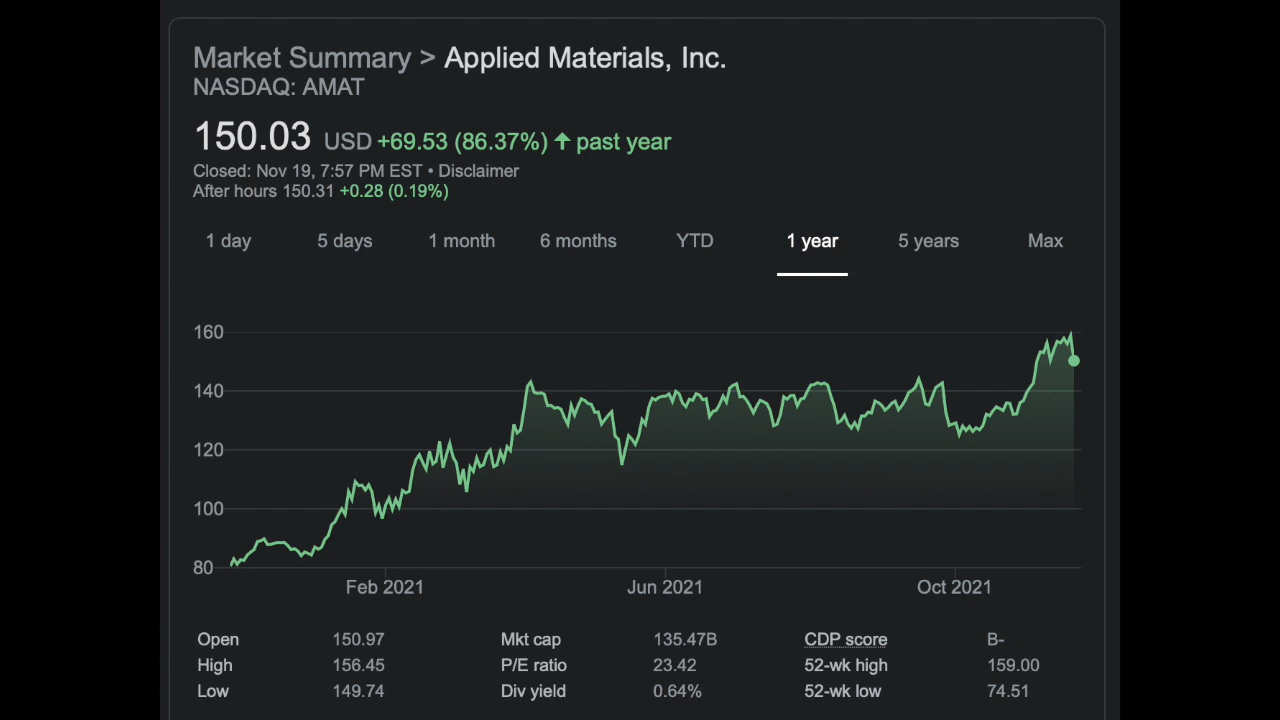 Market Summary > Applied Materials, Inc.
NASDAQ: AMAT
150.03 USD +69.53 (86.37%) ↑ past year
Closed: Nov 19, 7:57 PM EST • Disclaimer
After hours 150.31 +0.28 (0.19%)
1 day 5 days 1 month 6 months YTD 1 year 5 years Max
160
140
120
100
80
Feb 2021 Jun 2021 Oct 2021
Open 150.97 Mkt cap 135.47B CDP score B-
High 156.45 P/E ratio 23.42 52-wk high 159.00
Low 149.74 Div yield 0.64% 52-wk low 74.51